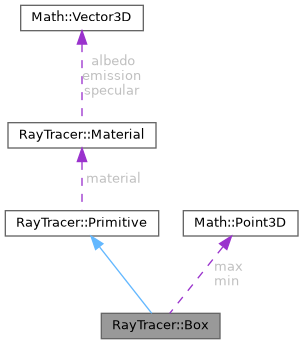 Math::Vector3D
albedo
emission
specular
RayTracer::Material
material
RayTracer::Primitive
Math::Point3D
max
min
RayTracer::Box